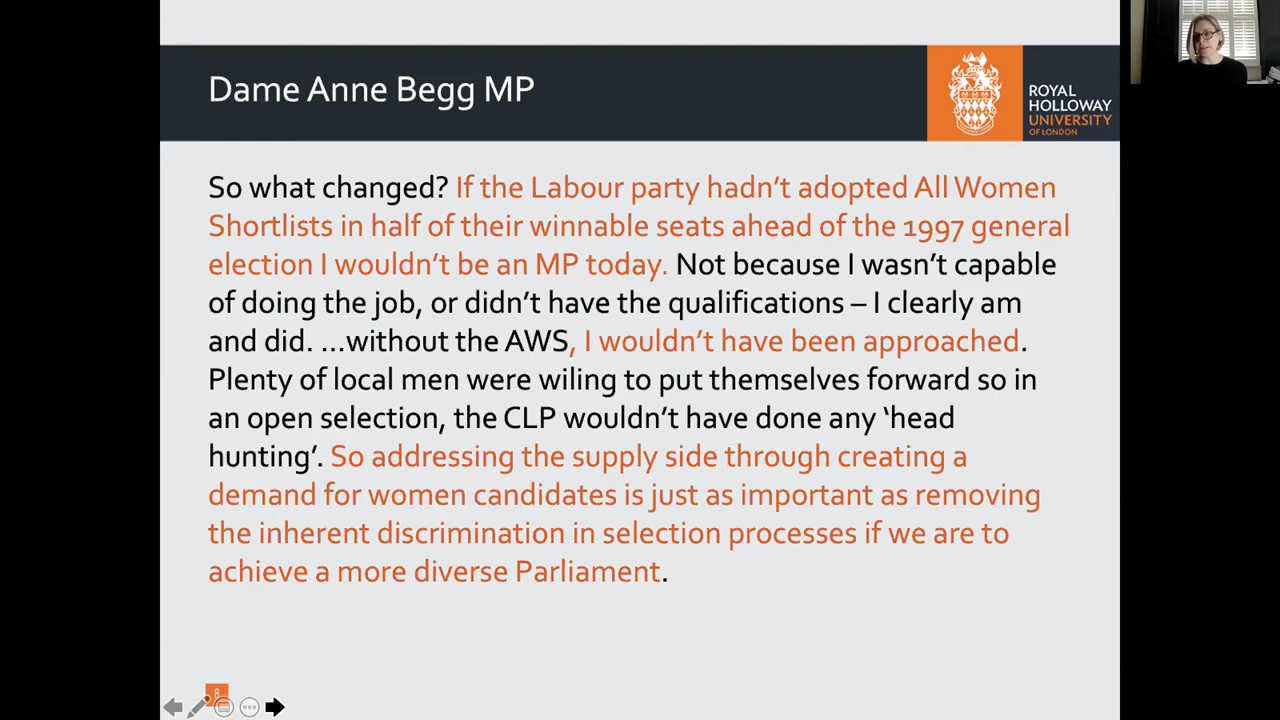 Dame Anne Begg MP
ROYAL
HOLLOWAY
UNIVERSITY
OF LONDON
So what changed? If the Labour party hadn’t adopted All Women
Shortlists in half of their winnable seats ahead of the 1997 general
election I wouldn’t be an MP today. Not because I wasn’t capable
of doing the job, or didn’t have the qualifications – I clearly am
and did. …without the AWS, I wouldn’t have been approached.
Plenty of local men were wiling to put themselves forward so in
an open selection, the CLP wouldn’t have done any ‘head
hunting’. So addressing the supply side through creating a
demand for women candidates is just as important as removing
the inherent discrimination in selection processes if we are to
achieve a more diverse Parliament.
8